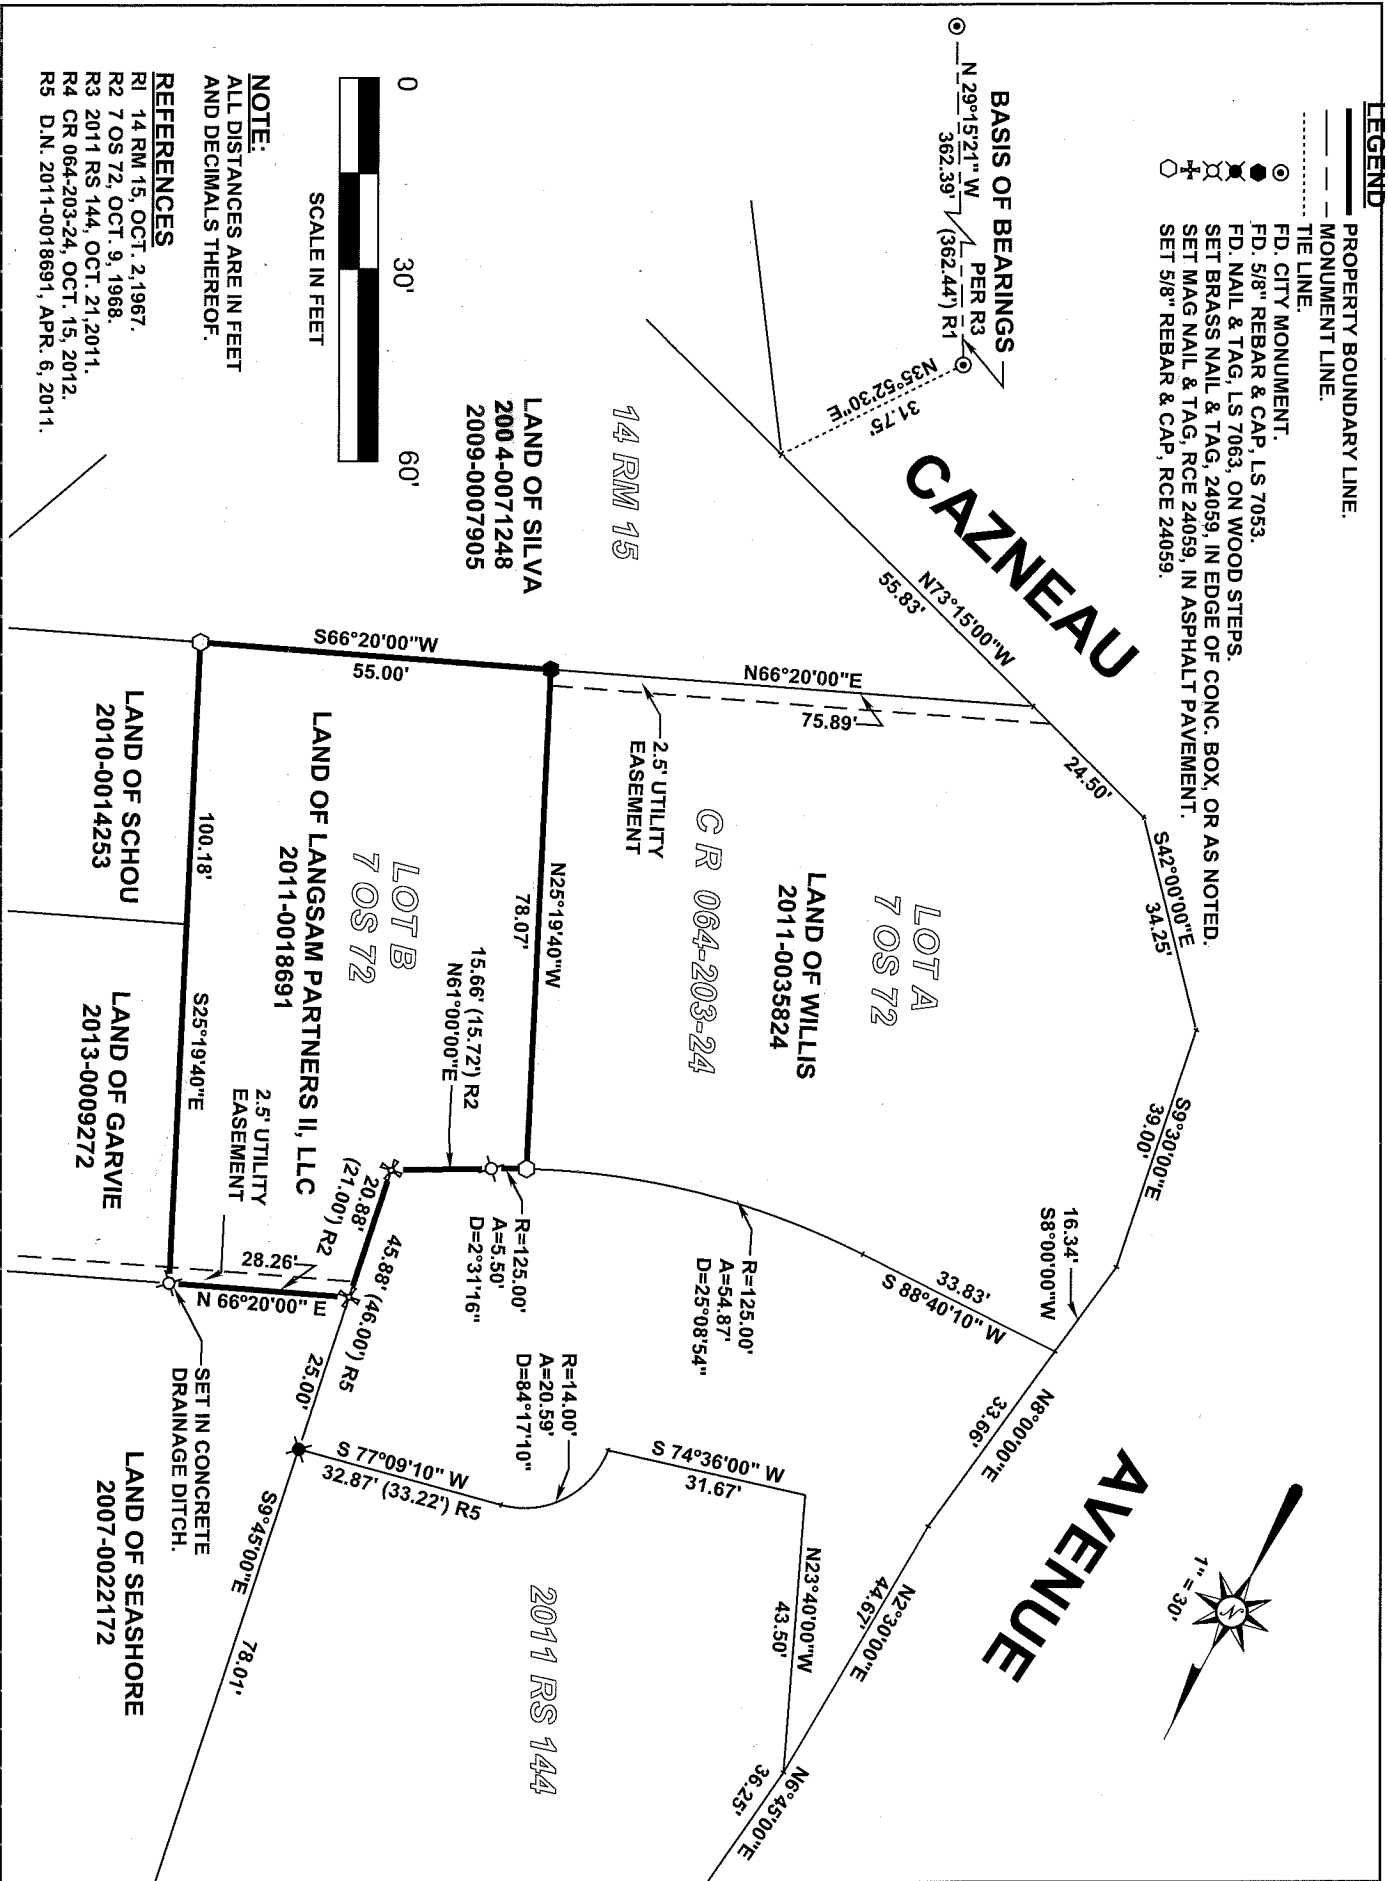 LEGEND
PROPERTY BOUNDARY LINE.
MONUMENT LINE.
TIE LINE.
FD. CITY MONUMENT.
FD. 5/8" REBAR & CAP, LS 7053.
FD. NAIL & TAG, LS 7063, ON WOOD STEPS.
SET BRASS NAIL & TAG, 24059, IN EDGE OF CONC. BOX, OR AS NOTED.
SET MAG NAIL & TAG, RCE 24059, IN ASPHALT PAVEMENT.
SET 5/8" REBAR & CAP, RCE 24059.
BASIS OF BEARINGS
PER R3
N 29°15'21" W
362.39' (362.44') R1
N35°52'30"E
31.75'
CAZNEAU
AVENUE
N73°15'00"W
55.83'
24.50'
S42°00'00"E
34.25'
S9°30'00"E
39.00'
16.34'
S8°00'00"W
N8°00'00"E
33.66'
N2°30'00"E
44.67'
N6°45'00"E
36.25'
1" = 30'
N
N66°20'00"E
75.89'
2.5' UTILITY
EASEMENT
LOT A
7 OS 72
LAND OF WILLIS
2011-0035824
C R 064-203-24
33.83'
S 88°40'10" W
R=125.00'
A=54.87'
D=25°08'54"
N23°40'00"W
43.50'
S 74°36'00" W
31.67'
R=14.00'
A=20.59'
D=84°17'10"
S 77°09'10" W
32.87' (33.22') R5
2011 RS 144
14 RM 15
LAND OF SILVA
2004-0071248
2009-0007905
N25°19'40"W
78.07'
R=125.00'
A=5.50'
D=2°31'16"
15.66' (15.72') R2
N61°00'00"E
20.88'
(21.00') R2
45.88' (46.00') R5
25.00'
S66°20'00"W
55.00'
LOT B
7 OS 72
LAND OF LANGSAM PARTNERS II, LLC
2011-0018691
2.5' UTILITY
EASEMENT
28.26'
N 66°20'00" E
100.18'
S25°19'40"E
SET IN CONCRETE
DRAINAGE DITCH.
S9°45'00"E
78.01'
LAND OF SCHOU
2010-0014253
LAND OF GARVIE
2013-0009272
LAND OF SEASHORE
2007-0022172
0
30'
60'
SCALE IN FEET
NOTE:
ALL DISTANCES ARE IN FEET
AND DECIMALS THEREOF.
REFERENCES
RI 14 RM 15, OCT. 2,1967.
R2 7 OS 72, OCT. 9, 1968.
R3 2011 RS 144, OCT. 21,2011.
R4 CR 064-203-24, OCT. 15, 2012.
R5 D.N. 2011-0018691, APR. 6, 2011.